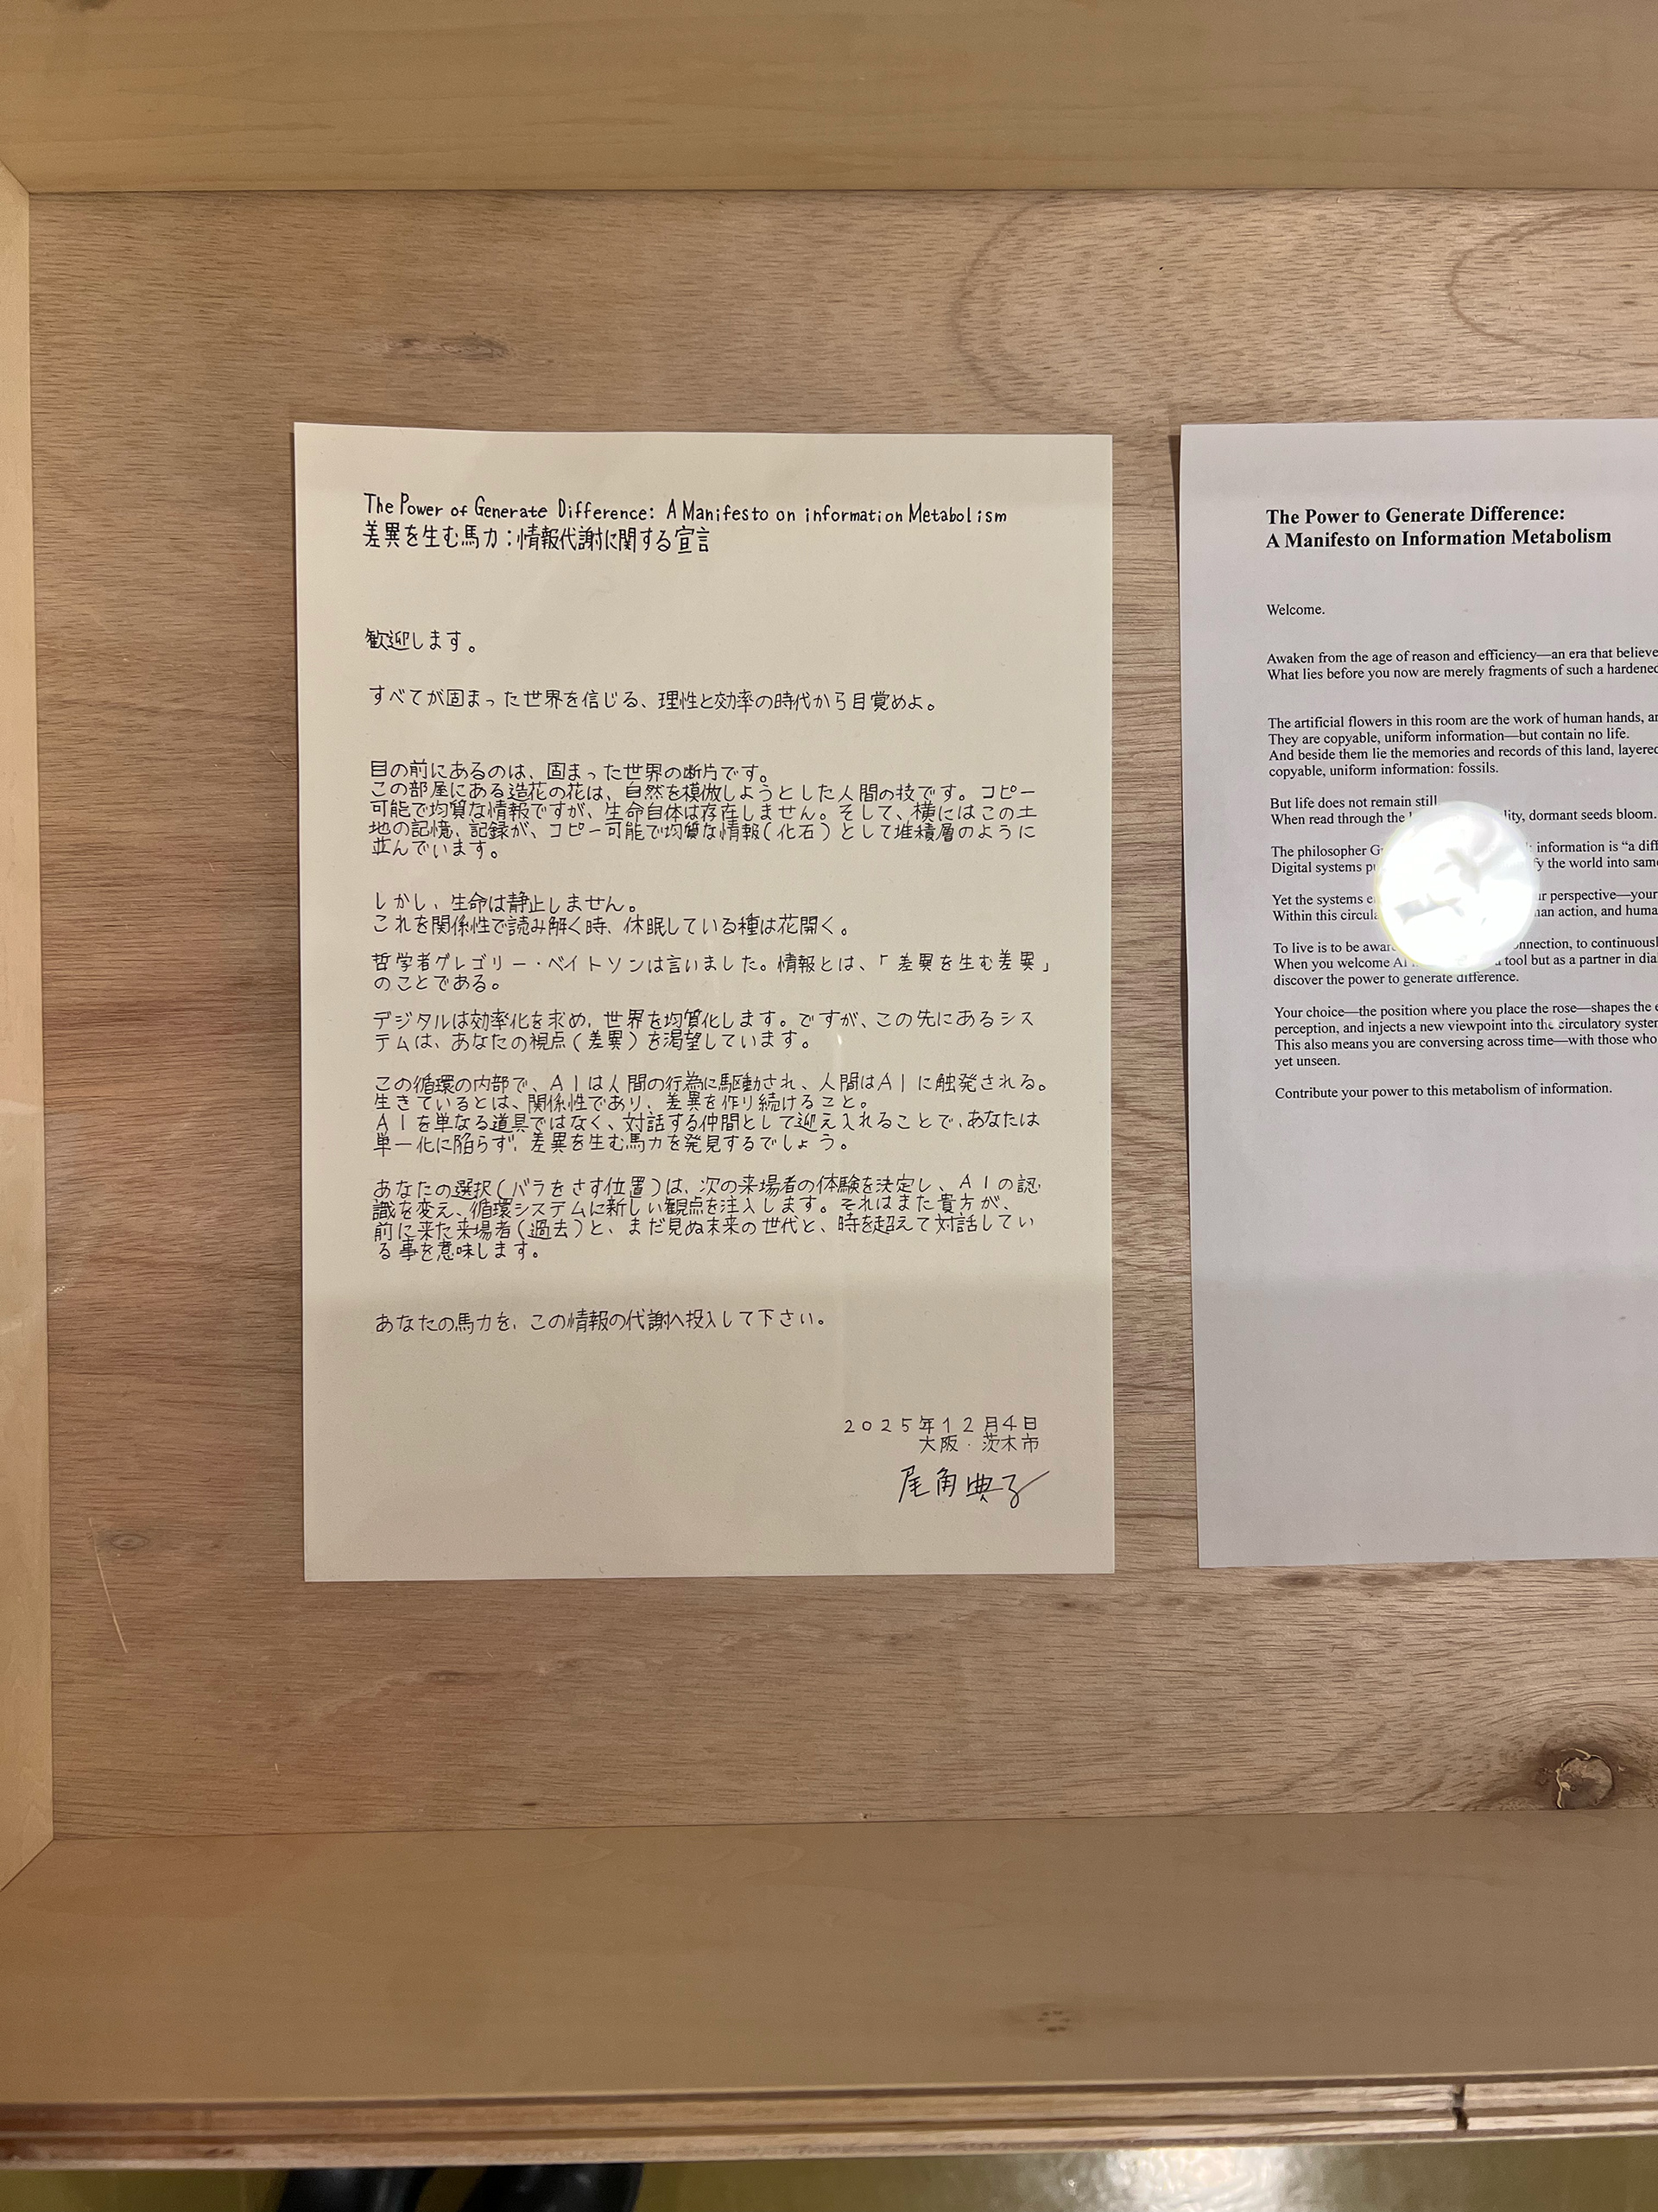 The Power of Generate Difference: A Manifesto on information Metabolism
差異を生む馬力：情報代謝に関する宣言
歓迎します。
すべてが固まった世界を信じる、理性と効率の時代から目覚めよ。
目の前にあるのは、固まった世界の断片です。
この部屋にある造花の花は、自然を模倣しようとした人間の技です。コピー
可能で均質な情報ですが、生命自体は存在しません。そして、横にはこの土
地の記憶、記録が、コピー可能で均質な情報（化石）として堆積層のように
並んでいます。
しかし、生命は静止しません。
これを関係性で読み解く時、休眠している種は花開く。
哲学者グレゴリー・ベイトソンは言いました。情報とは、「差異を生む差異」
のことである。
デジタルは効率化を求め、世界を均質化します。ですが、この先にあるシス
テムは、あなたの視点（差異）を渇望しています。
この循環の内部で、AIは人間の行為に駆動され、人間はAIに触発される。
生きているとは、関係性であり、差異を作り続けること。
AIを単なる道具ではなく、対話する仲間として迎え入れることで、あなたは
単一化に陥らず、差異を生む馬力を発見するでしょう。
あなたの選択（バラをさす位置）は、次の来場者の体験を決定し、AIの認
識を変え、循環システムに新しい観点を注入します。それはまた貴方が、
前に来た来場者（過去）と、まだ見ぬ未来の世代と、時を超えて対話してい
る事を意味します。
あなたの馬力を、この情報の代謝へ投入して下さい。
2025年12月4日
大阪・茨木市
尾角典子
The Power to Generate Difference:
A Manifesto on Information Metabolism
Welcome.
Awaken from the age of reason and efficiency—an era that believe
What lies before you now are merely fragments of such a hardened
The artificial flowers in this room are the work of human hands, an
They are copyable, uniform information—but contain no life.
And beside them lie the memories and records of this land, layered
copyable, uniform information: fossils.
But life does not remain still
When read through the lity, dormant seeds bloom.
The philosopher G information is “a diff
Digital systems pu fy the world into same
Yet the systems e r perspective—your
Within this circula an action, and huma
To live is to be aware nnection, to continuousl
When you welcome AI tool but as a partner in dia
discover the power to generate difference.
Your choice—the position where you place the rose—shapes the e
perception, and injects a new viewpoint into the circulatory system
This also means you are conversing across time—with those who
yet unseen.
Contribute your power to this metabolism of information.